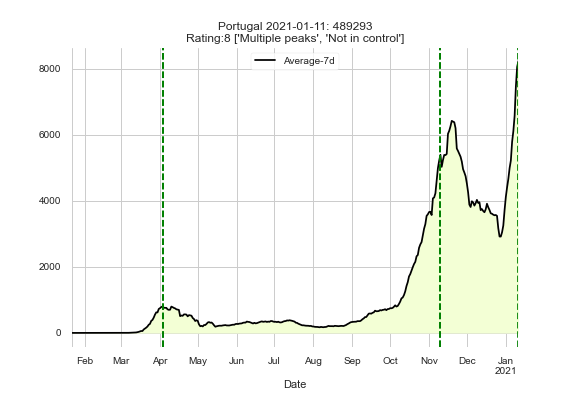 Portugal 2021-01-11: 489293
Rating:8 ['Multiple peaks', 'Not in control']
Average-7d
8000
6000
4000
2000
0
Feb Mar Apr May Jun Jul Aug Sep Oct Nov Dec Jan
2021
Date